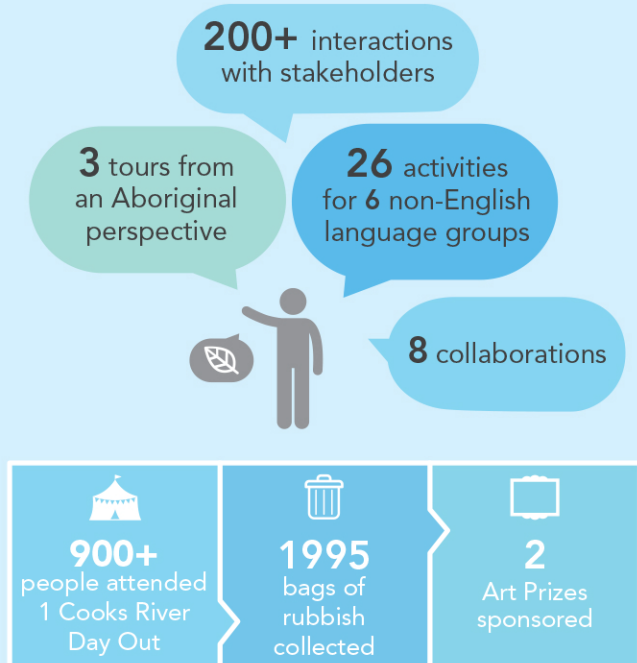 200+ interactions
with stakeholders
3 tours from
an Aboriginal
perspective
26 activities
for 6 non-English
language groups
8 collaborations
900+
people attended
1 Cooks River
Day Out
1995
bags of
rubbish
collected
2
Art Prizes
sponsored